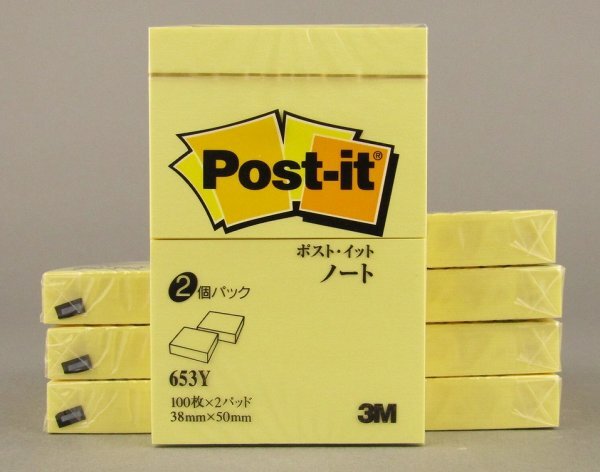 Post-it®
ポスト・イット
ノート
2個パック
653Y
100枚×2パッド
38mm×50mm
3M